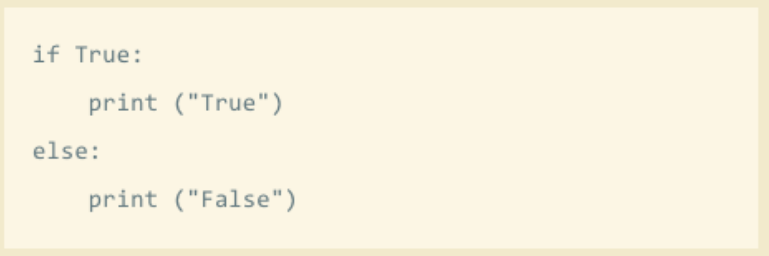 if True:
    print ("True")
else:
    print ("False")